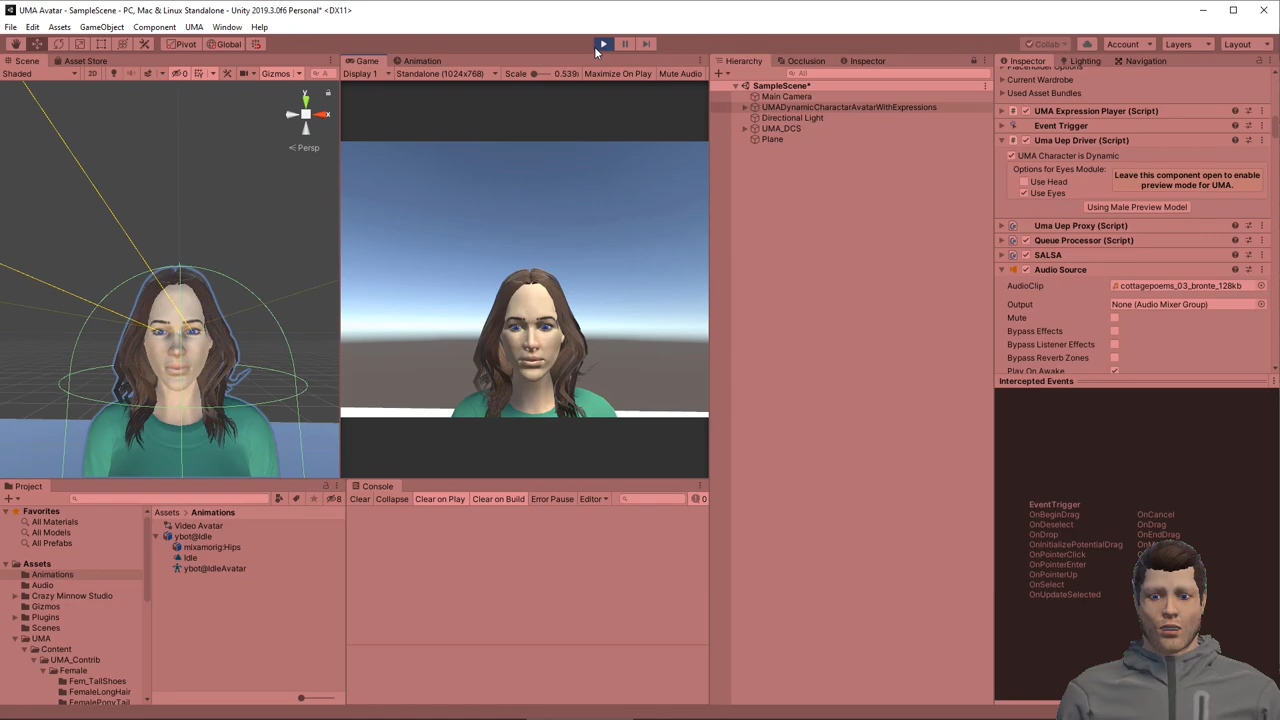 UMA Avatar - SampleScene - PC, Mac & Linux Standalone - Unity 2019.3.0f6 Personal* <DX11>
File Edit Assets GameObject Component UMA Window Help
Pivot Global Collab Account Layers Layout
Scene Asset Store
Shaded 2D 0 Gizmos A
y
x
Persp
Game Animation
Display 1 Standalone (1024x768) Scale 0.539 Maximize On Play Mute Audio
Hierarchy Occlusion Inspector
All
SampleScene*
Main Camera
UMADynamicCharactarAvatarWithExpressions
Directional Light
UMA_DCS
Plane
Inspector Lighting Navigation
Placeholder Options
Current Wardrobe
Used Asset Bundles
UMA Expression Player (Script)
Event Trigger
Uma Uep Driver (Script)
UMA Character is Dynamic
Options for Eyes Module:
Use Head
Use Eyes
Leave this component open to enable
preview mode for UMA.
Using Male Preview Model
Uma Uep Proxy (Script)
Queue Processor (Script)
SALSA
Audio Source
AudioClip cottagepoems_03_bronte_128kb
Output None (Audio Mixer Group)
Mute
Bypass Effects
Bypass Listener Effects
Bypass Reverb Zones
Play On Awake
Intercepted Events
EventTrigger
OnBeginDrag OnCancel
OnDeselect OnDrag
OnDrop OnEndDrag
OnInitializePotentialDrag
OnPointerClick
OnPointerEnter
OnPointerUp
OnSelect
OnUpdateSelected
Project
8
Favorites
All Materials
All Models
All Prefabs
Assets
Animations
Audio
Crazy Minnow Studio
Gizmos
Plugins
Scenes
UMA
Content
UMA_Contrib
Female
Fem_TallShoes
FemaleLongHair
FemalePonyTail
Assets Animations
Video Avatar
ybot@Idle
mixamorig:Hips
Idle
ybot@IdleAvatar
Console
Clear Collapse Clear on Play Clear on Build Error Pause Editor 0